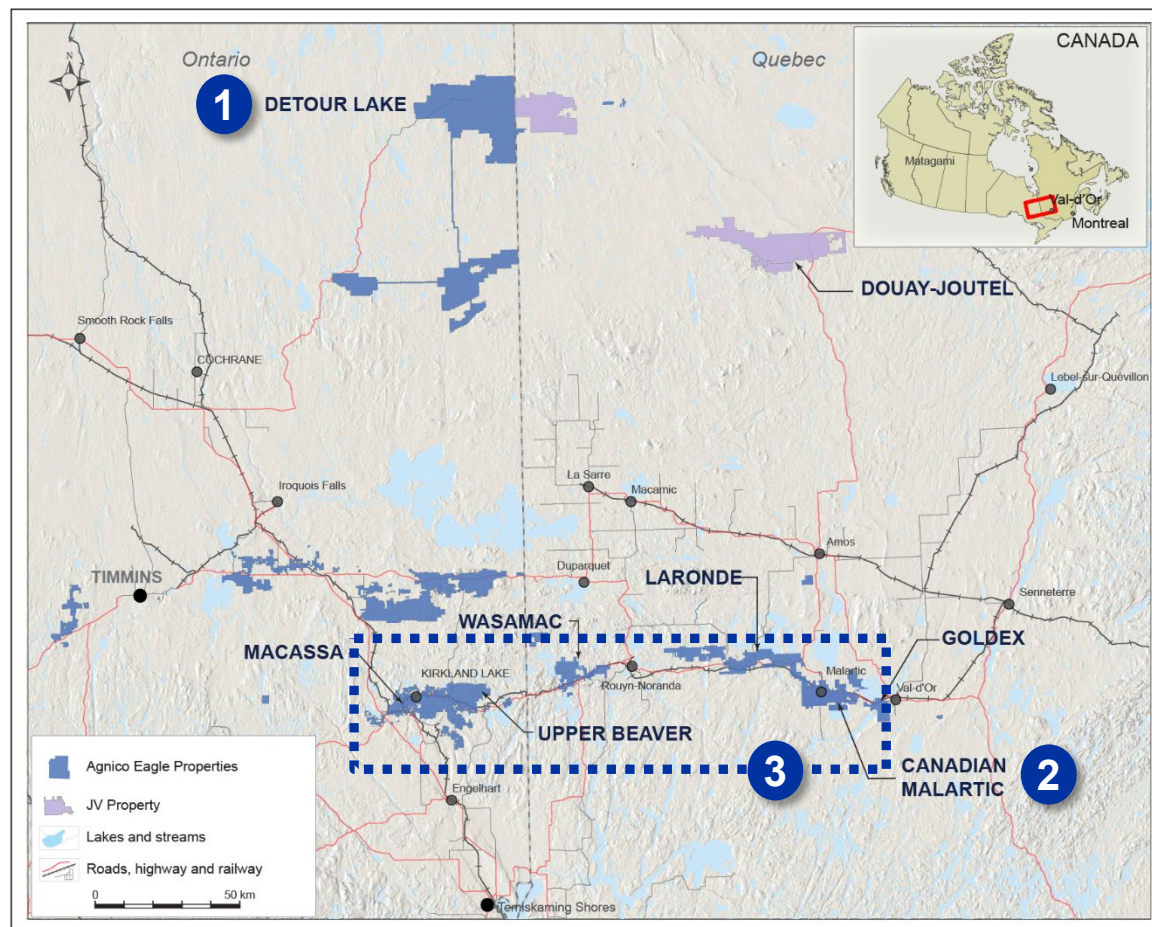 N
Ontario
Quebec
CANADA
Matagami
Val-d'Or
Montreal
1
DETOUR LAKE
DOUAY-JOUTEL
Smooth Rock Falls
COCHRANE
Lebel-sur-Quévillon
La Sarre
Macamic
Iroquois Falls
Amos
TIMMINS
Duparquet
LARONDE
Senneterre
WASAMAC
GOLDEX
MACASSA
KIRKLAND LAKE
Malartic
Rouyn-Noranda
Val-d'Or
UPPER BEAVER
3
CANADIAN
MALARTIC
2
Agnico Eagle Properties
JV Property
Lakes and streams
Roads, highway and railway
0 50 km
Engelhart
Temiskaming Shores